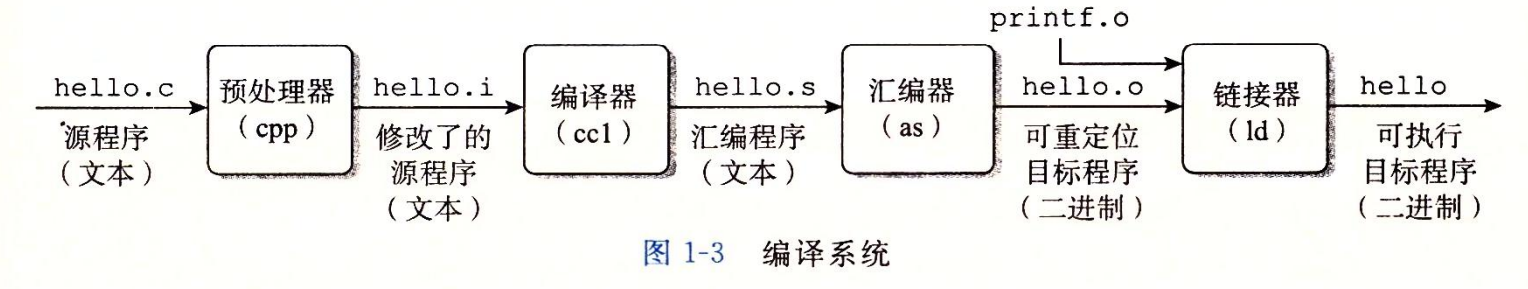 printf.o
hello.c
预处理器
(cpp)
hello.i
编译器
(cc1)
hello.s
汇编器
(as)
hello.o
链接器
(ld)
hello
源程序
(文本)
修改了的
源程序
(文本)
汇编程序
(文本)
可重定位
目标程序
(二进制)
可执行
目标程序
(二进制)
图 1-3 编译系统